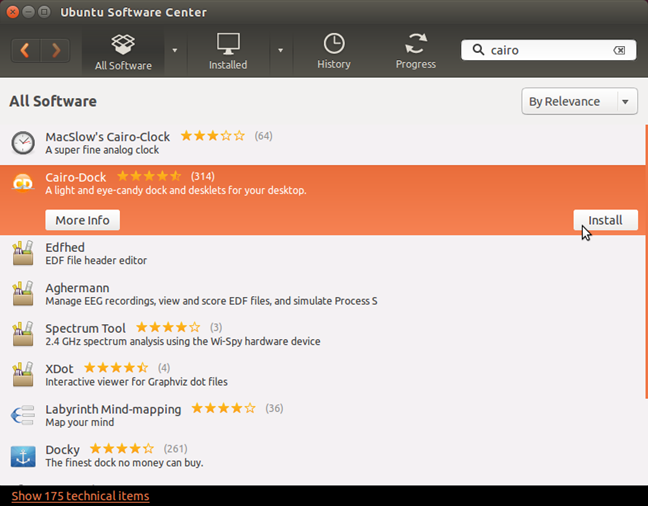 Ubuntu Software Center
All Software
Installed
History
Progress
cairo
All Software
By Relevance
MacSlow's Cairo-Clock (64)
A super fine analog clock
Cairo-Dock (314)
A light and eye-candy dock and desklets for your desktop.
More Info
Install
Edfhed
EDF file header editor
Aghermann
Manage EEG recordings, view and score EDF files, and simulate Process S
Spectrum Tool (3)
2.4 GHz spectrum analysis using the Wi-Spy hardware device
XDot (4)
Interactive viewer for Graphviz dot files
Labyrinth Mind-mapping (36)
Map your mind
Docky (261)
The finest dock no money can buy.
Show 175 technical items